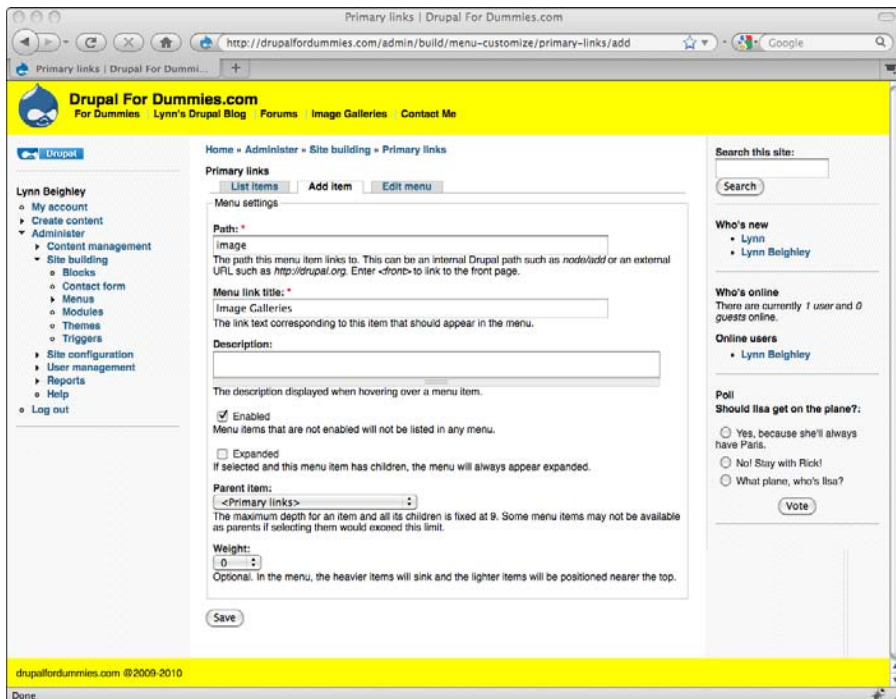 Primary links | Drupal For Dummies.com
http://drupalfordummies.com/admin/build/menu-customize/primary-links/add
Google
Primary links | Drupal For Dummi...
+
Drupal For Dummies.com
For Dummies
Lynn's Drupal Blog
Forums
Image Galleries
Contact Me
Drupal
Lynn Beighley
My account
Create content
Administer
Content management
Site building
Blocks
Contact form
Menus
Modules
Themes
Triggers
Site configuration
User management
Reports
Help
Log out
Home » Administer » Site building » Primary links
Primary links
List items
Add item
Edit menu
Menu settings
Path: *
image
The path this menu item links to. This can be an internal Drupal path such as node/add or an external
URL such as http://drupal.org. Enter <front> to link to the front page.
Menu link title: *
Image Galleries
The link text corresponding to this item that should appear in the menu.
Description:
The description displayed when hovering over a menu item.
Enabled
Menu items that are not enabled will not be listed in any menu.
Expanded
If selected and this menu item has children, the menu will always appear expanded.
Parent item:
<Primary links>
The maximum depth for an item and all its children is fixed at 9. Some menu items may not be available
as parents if selecting them would exceed this limit.
Weight:
0
Optional. In the menu, the heavier items will sink and the lighter items will be positioned nearer the top.
Save
Search this site:
Search
Who's new
Lynn
Lynn Beighley
Who's online
There are currently 1 user and 0
guests online.
Online users
Lynn Beighley
Poll
Should Ilsa get on the plane?:
Yes, because she'll always
have Paris.
No! Stay with Rick!
What plane, who's Ilsa?
Vote
drupalfordummies.com @2009-2010
Done